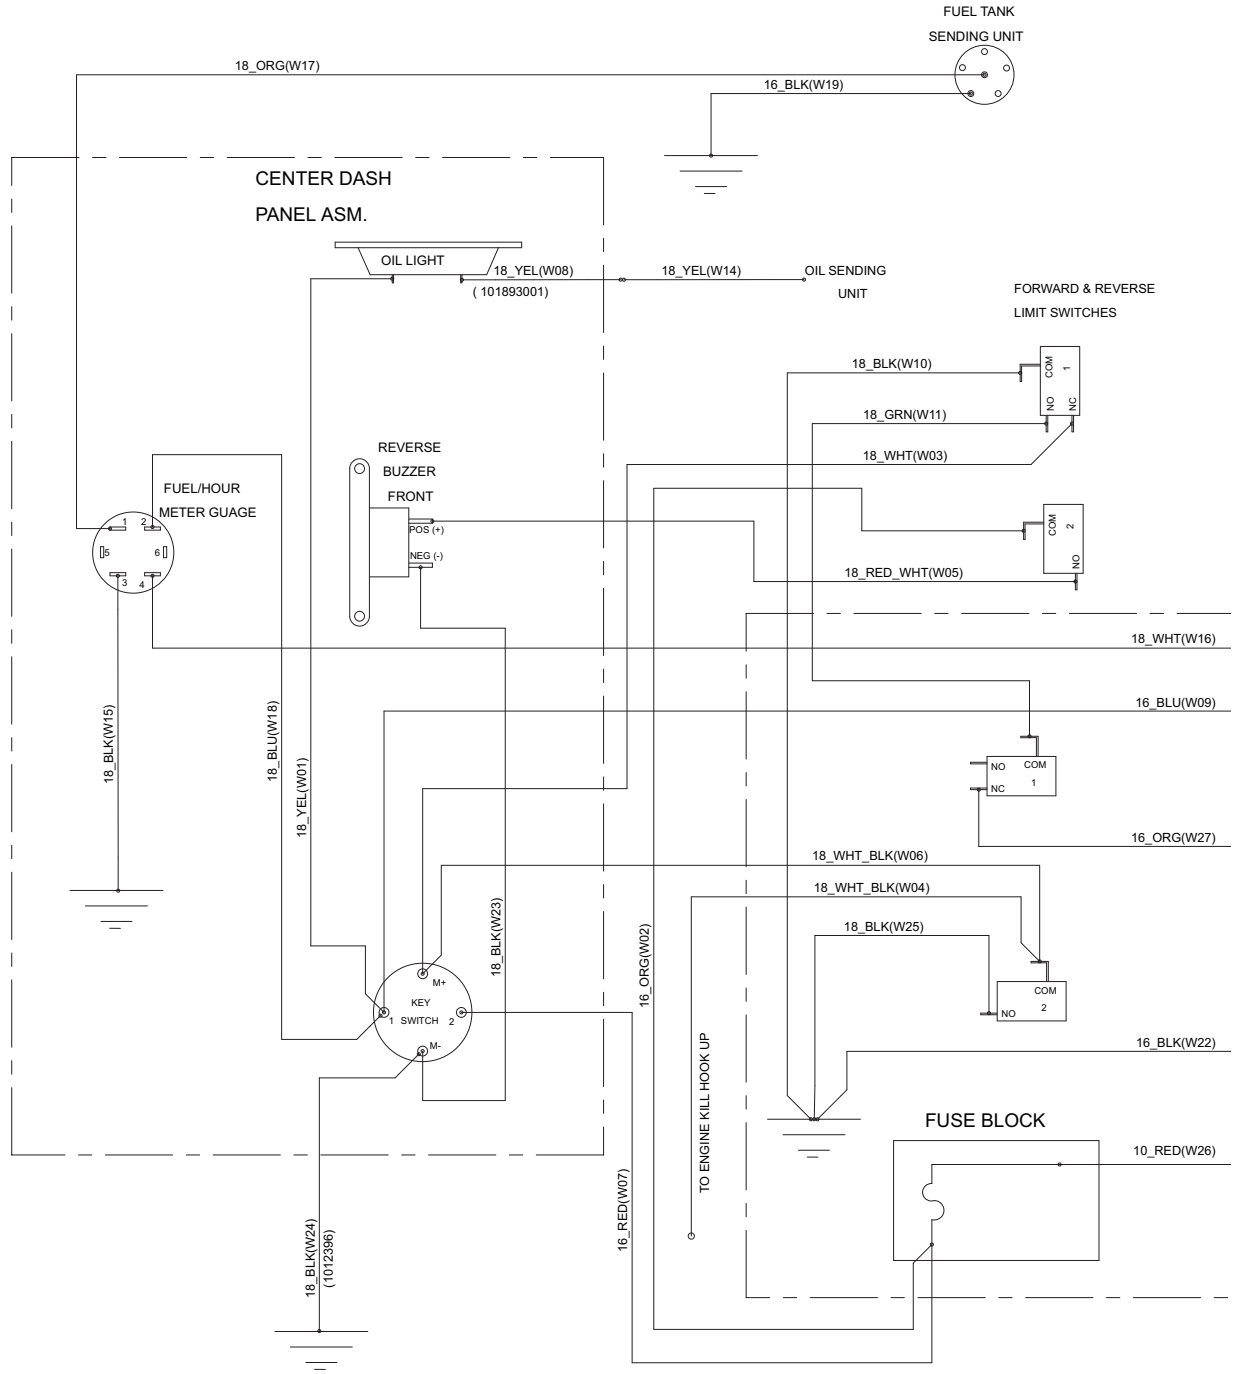 FUEL TANK
SENDING UNIT
18_ORG(W17)
16_BLK(W19)
CENTER DASH
PANEL ASM.
OIL LIGHT
18_YEL(W08)
( 101893001)
18_YEL(W14)
OIL SENDING
UNIT
FORWARD & REVERSE
LIMIT SWITCHES
18_BLK(W10)
COM
1
NO
NC
18_GRN(W11)
18_WHT(W03)
REVERSE
BUZZER
FRONT
POS (+)
NEG (-)
FUEL/HOUR
METER GUAGE
1
2
5
6
3
4
COM
2
NO
18_RED_WHT(W05)
18_WHT(W16)
16_BLU(W09)
18_BLK(W15)
18_BLU(W18)
18_YEL(W01)
NO
COM
NC
1
16_ORG(W27)
18_WHT_BLK(W06)
18_WHT_BLK(W04)
18_BLK(W25)
18_BLK(W23)
16_ORG(W02)
M+
KEY
SWITCH
1
2
M-
COM
2
NO
16_BLK(W22)
TO ENGINE KILL HOOK UP
FUSE BLOCK
10_RED(W26)
16_RED(W07)
18_BLK(W24)
(1012396)